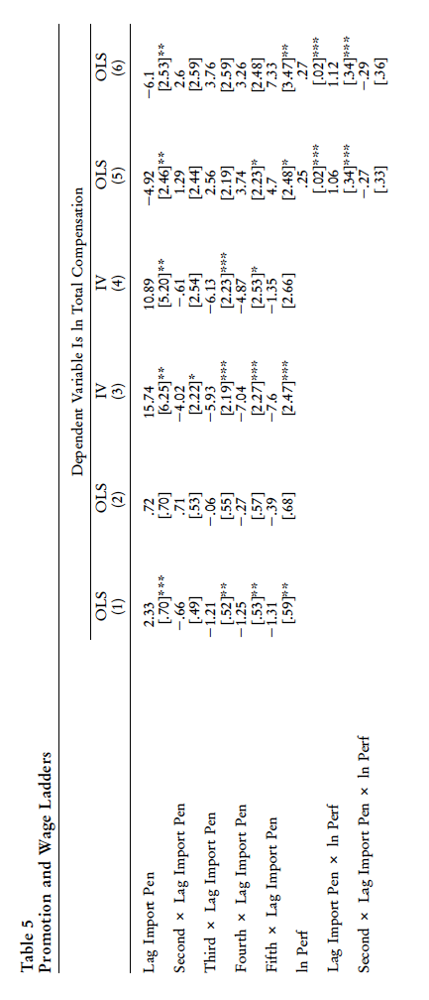 Table 5
Promotion and Wage Ladders
Dependent Variable Is ln Total Compensation
OLS OLS IV IV OLS OLS
(1) (2) (3) (4) (5) (6)
Lag Import Pen 2.33 .72 15.74 10.89 −4.92 −6.1
[.70]*** [.70] [6.25]** [5.20]** [2.46]** [2.53]**
Second × Lag Import Pen −.66 .71 −4.02 −.61 1.29 2.6
[.49] [.53] [2.22]* [2.54] [2.44] [2.59]
Third × Lag Import Pen −1.21 −.06 −5.93 −6.13 2.56 3.76
[.52]** [.55] [2.19]*** [2.23]*** [2.19] [2.59]
Fourth × Lag Import Pen −1.25 −.27 −7.04 −4.87 3.74 3.26
[.53]** [.57] [2.27]*** [2.53]* [2.23]* [2.48]
Fifth × Lag Import Pen −1.31 −.39 −7.6 −1.35 4.7 7.33
[.59]** [.68] [2.47]*** [2.66] [2.48]* [3.47]**
ln Perf .25 .27
[.02]*** [.02]***
Lag Import Pen × ln Perf 1.06 1.12
[.34]*** [.34]***
Second × Lag Import Pen × ln Perf −.27 −.29
[.33] [.36]